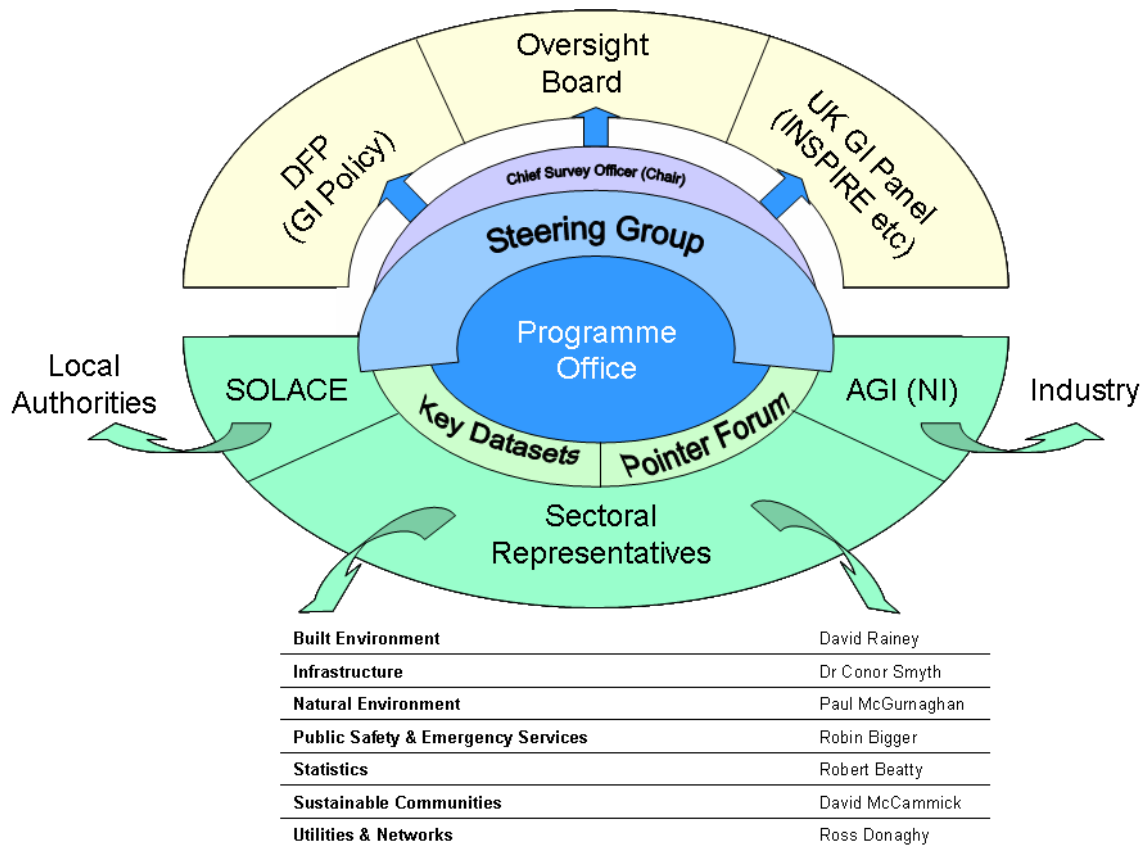 Oversight
Board
DFP
(GI Policy)
UK GI Panel
(INSPIRE etc)
Chief Survey Officer (Chair)
Steering Group
Programme
Office
Local
Authorities
SOLACE
AGI (NI)
Industry
Key Datasets
Pointer Forum
Sectoral
Representatives
Built Environment David Rainey
Infrastructure Dr Conor Smyth
Natural Environment Paul McGurnaghan
Public Safety & Emergency Services Robin Bigger
Statistics Robert Beatty
Sustainable Communities David McCammick
Utilities & Networks Ross Donaghy